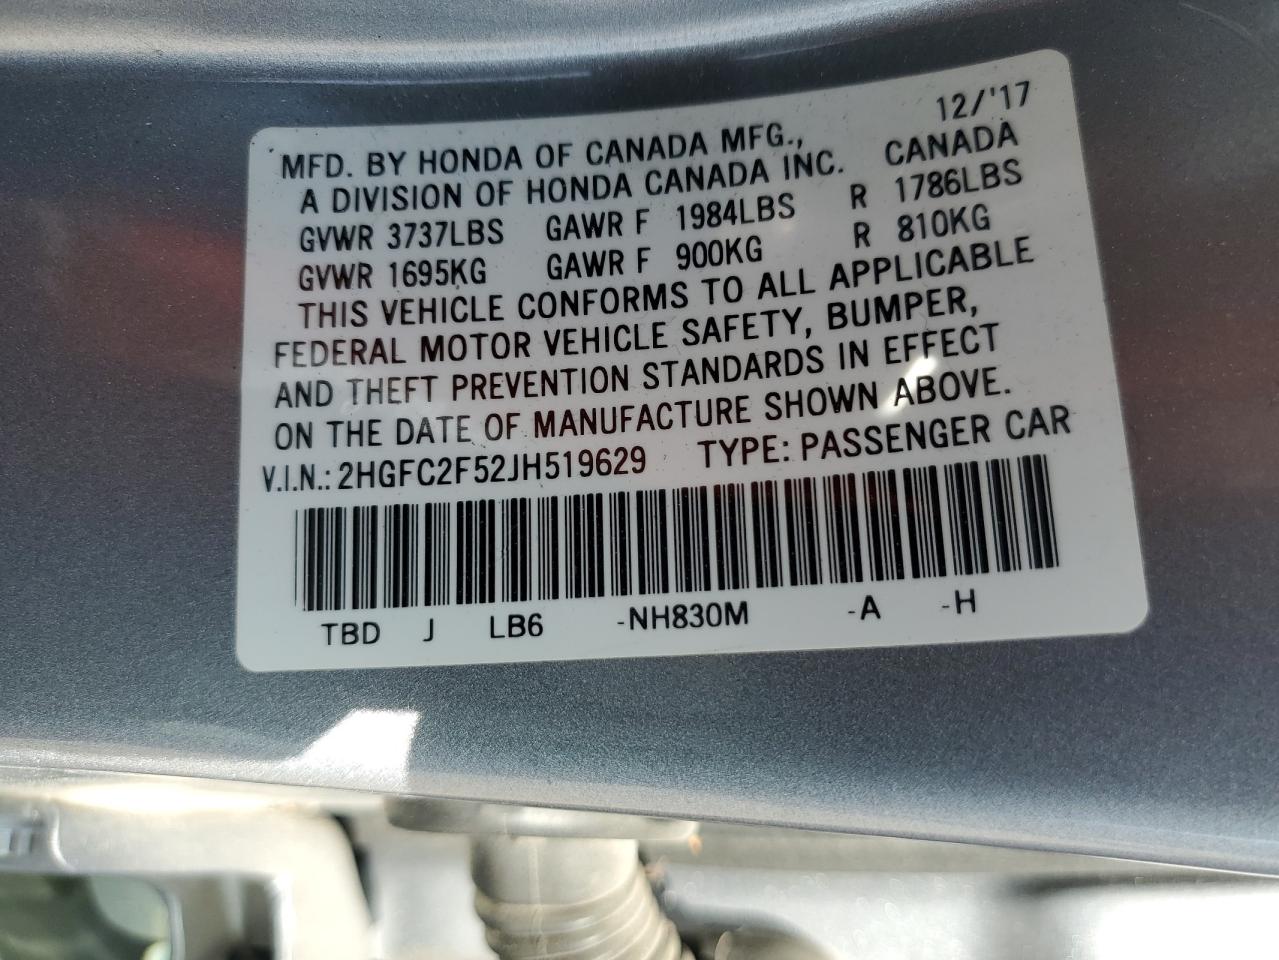 12/'17
MFD. BY HONDA OF CANADA MFG.,
A DIVISION OF HONDA CANADA INC. CANADA
GVWR 3737LBS GAWR F 1984LBS R 1786LBS
GVWR 1695KG GAWR F 900KG R 810KG
THIS VEHICLE CONFORMS TO ALL APPLICABLE
FEDERAL MOTOR VEHICLE SAFETY, BUMPER,
AND THEFT PREVENTION STANDARDS IN EFFECT
ON THE DATE OF MANUFACTURE SHOWN ABOVE.
V.I.N.: 2HGFC2F52JH519629 TYPE: PASSENGER CAR
TBD J LB6 -NH830M -A -H